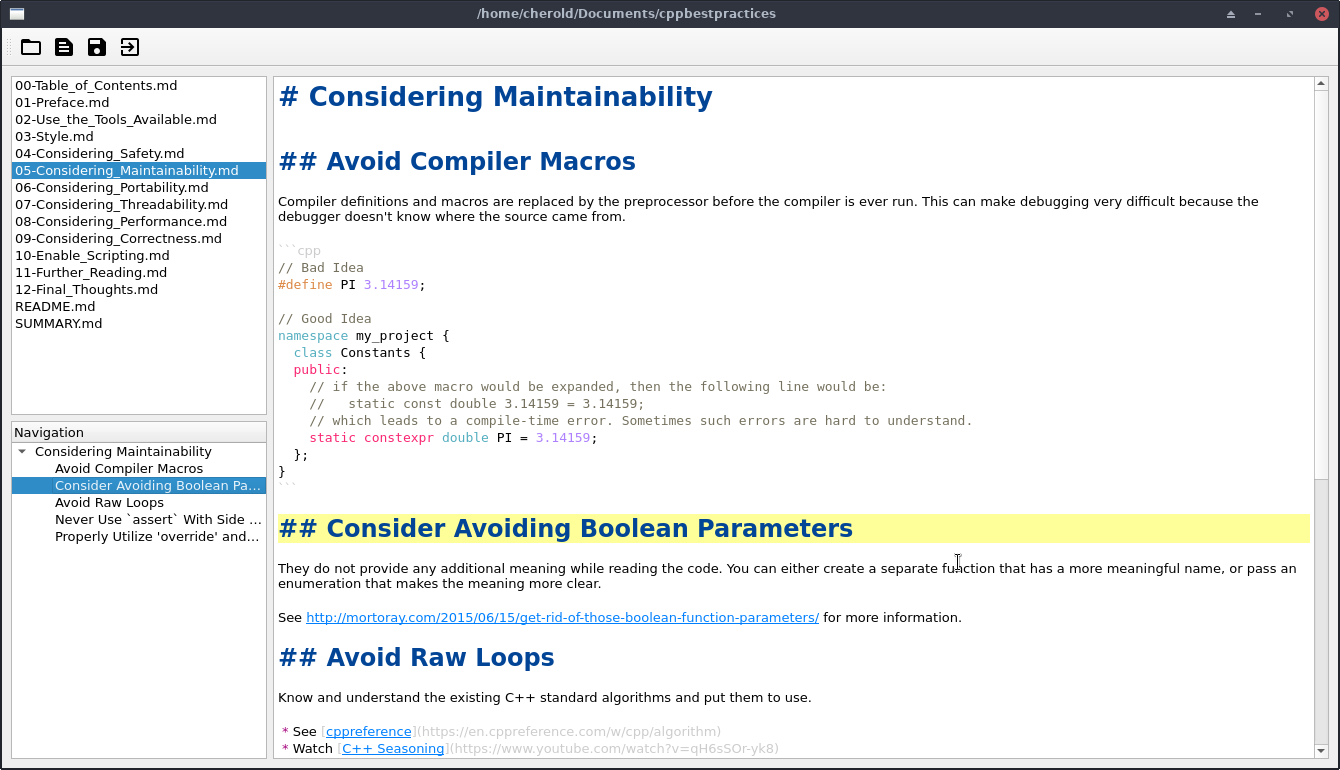 /home/cherold/Documents/cppbestpractices
00-Table_of_Contents.md
01-Preface.md
02-Use_the_Tools_Available.md
03-Style.md
04-Considering_Safety.md
05-Considering_Maintainability.md
06-Considering_Portability.md
07-Considering_Threadability.md
08-Considering_Performance.md
09-Considering_Correctness.md
10-Enable_Scripting.md
11-Further_Reading.md
12-Final_Thoughts.md
README.md
SUMMARY.md
Navigation
Considering Maintainability
Avoid Compiler Macros
Consider Avoiding Boolean Pa...
Avoid Raw Loops
Never Use `assert` With Side ...
Properly Utilize 'override' and...
# Considering Maintainability
## Avoid Compiler Macros
Compiler definitions and macros are replaced by the preprocessor before the compiler is ever run. This can make debugging very difficult because the
debugger doesn't know where the source came from.
```cpp
// Bad Idea
#define PI 3.14159;
// Good Idea
namespace my_project {
  class Constants {
  public:
    // if the above macro would be expanded, then the following line would be:
    //   static const double 3.14159 = 3.14159;
    // which leads to a compile-time error. Sometimes such errors are hard to understand.
    static constexpr double PI = 3.14159;
  };
}
```
## Consider Avoiding Boolean Parameters
They do not provide any additional meaning while reading the code. You can either create a separate function that has a more meaningful name, or pass an
enumeration that makes the meaning more clear.
See http://mortoray.com/2015/06/15/get-rid-of-those-boolean-function-parameters/ for more information.
## Avoid Raw Loops
Know and understand the existing C++ standard algorithms and put them to use.
* See [cppreference](https://en.cppreference.com/w/cpp/algorithm)
* Watch [C++ Seasoning](https://www.youtube.com/watch?v=qH6sSOr-yk8)